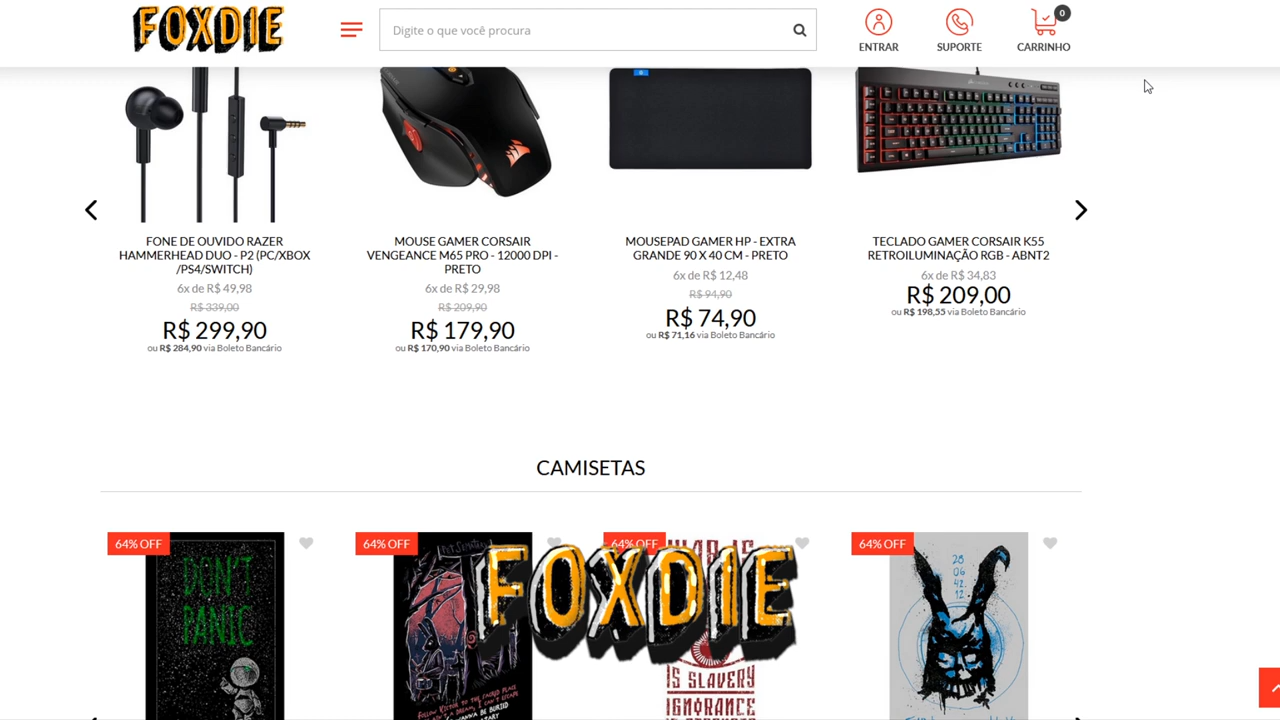 FOXDIE
Digite o que você procura
0
ENTRAR
SUPORTE
CARRINHO
FONE DE OUVIDO RAZER
HAMMERHEAD DUO - P2 (PC/XBOX
/PS4/SWITCH)
6x de R$ 49,98
R$ 339,00
R$ 299,90
ou R$ 284,90 via Boleto Bancário
MOUSE GAMER CORSAIR
VENGEANCE M65 PRO - 12000 DPI -
PRETO
6x de R$ 29,98
R$ 209,90
R$ 179,90
ou R$ 170,90 via Boleto Bancário
MOUSEPAD GAMER HP - EXTRA
GRANDE 90 X 40 CM - PRETO
6x de R$ 12,48
R$ 94,90
R$ 74,90
ou R$ 71,16 via Boleto Bancário
TECLADO GAMER CORSAIR K55
RETROILUMINAÇÃO RGB - ABNT2
6x de R$ 34,83
R$ 209,00
ou R$ 198,55 via Boleto Bancário
CAMISETAS
64% OFF
DON'T
PANIC
64% OFF
64% OFF
IS SLAVERY
IGNORANCE
64% OFF
28
06
42
12
FOXDIE